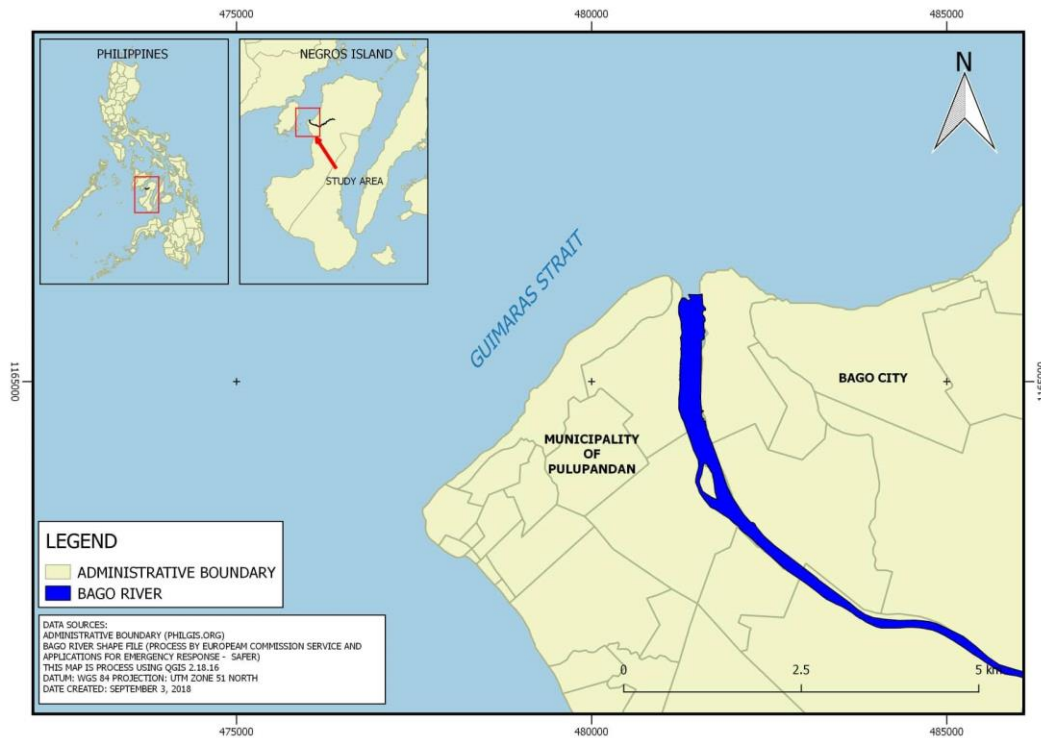 475000
480000
485000
PHILIPPINES
NEGROS ISLAND
STUDY AREA
N
GUIMARAS STRAIT
1165000
1165000
BAGO CITY
MUNICIPALITY
OF
PULUPANDAN
LEGEND
ADMINISTRATIVE BOUNDARY
BAGO RIVER
DATA SOURCES:
ADMINISTRATIVE BOUNDARY (PHILGIS.ORG)
BAGO RIVER SHAPE FILE (PROCESS BY EUROPEAM COMMISSION SERVICE AND
APPLICATIONS FOR EMERGENCY RESPONSE - SAFER)
THIS MAP IS PROCESS USING QGIS 2.18.16
DATUM: WGS 84 PROJECTION: UTM ZONE 51 NORTH
DATE CREATED: SEPTEMBER 3, 2018
0 2.5 5 km
475000
480000
485000